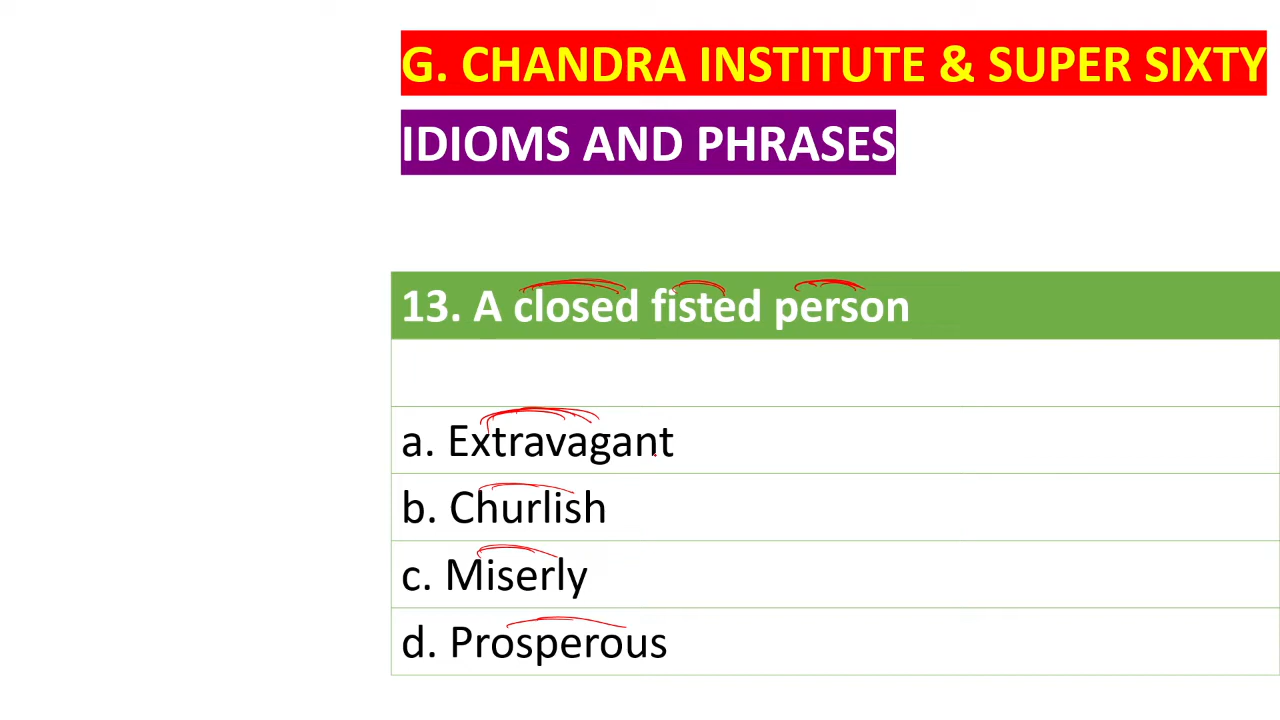 G. CHANDRA INSTITUTE & SUPER SIXTY
IDIOMS AND PHRASES
13. A closed fisted person
a. Extravagant
b. Churlish
c. Miserly
d. Prosperous